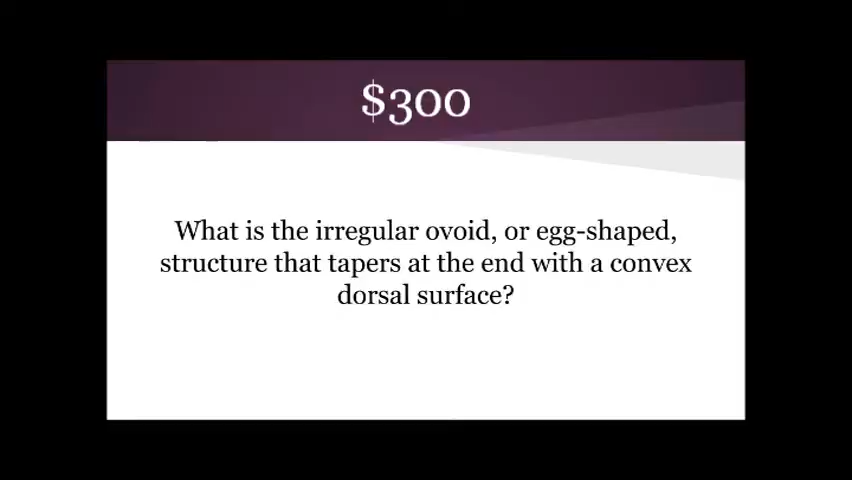 $300
What is the irregular ovoid, or egg-shaped,
structure that tapers at the end with a convex
dorsal surface?